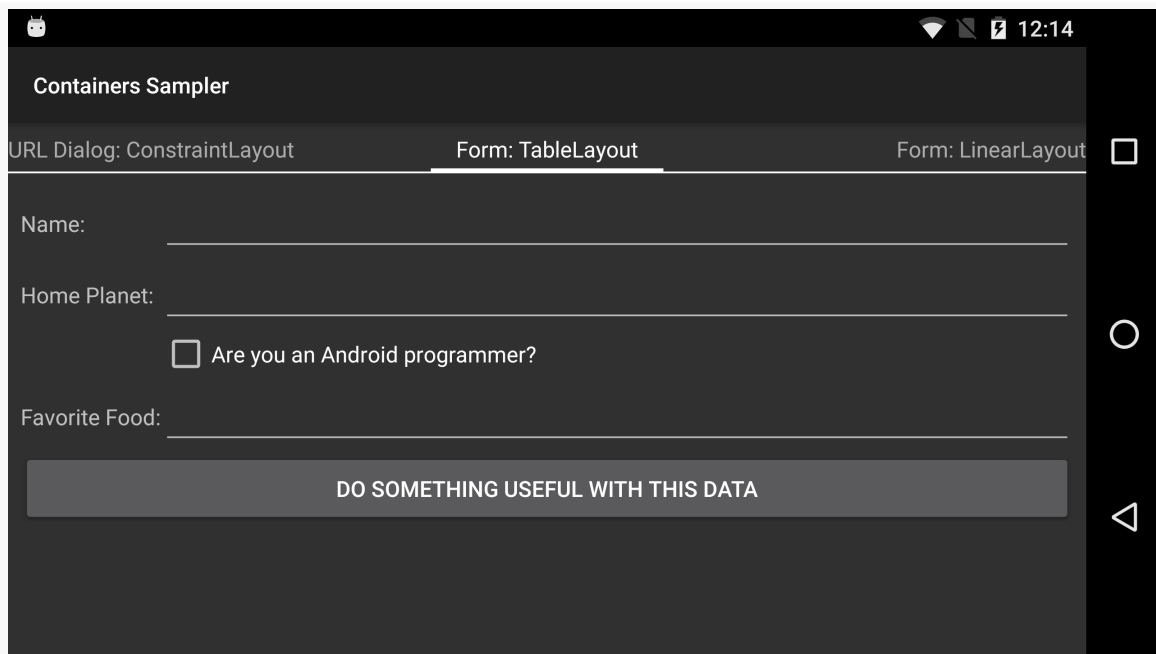 12:14
Containers Sampler
URL Dialog: ConstraintLayout
Form: TableLayout
Form: LinearLayout
Name:
Home Planet:
Are you an Android programmer?
Favorite Food:
DO SOMETHING USEFUL WITH THIS DATA